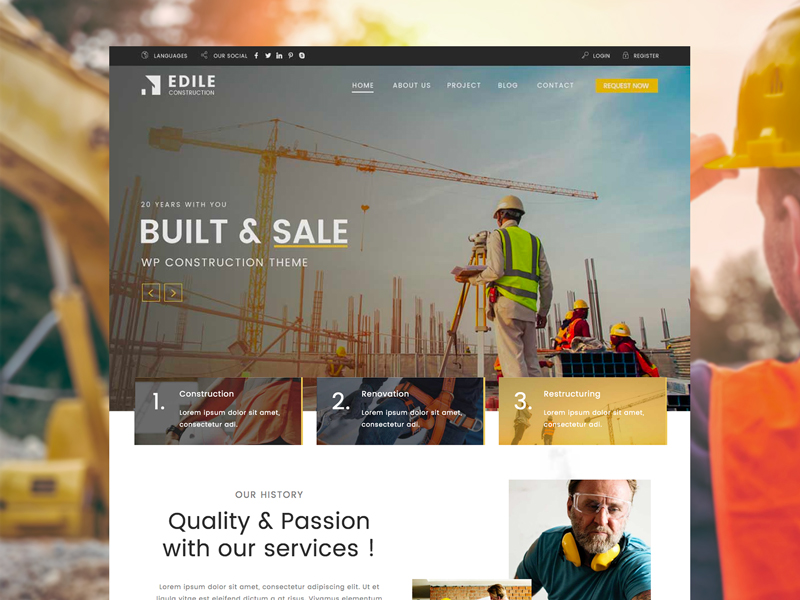 LANGUAGES OUR SOCIAL LOGIN REGISTER
EDILE
CONSTRUCTION
HOME ABOUT US PROJECT BLOG CONTACT REQUEST NOW
20 YEARS WITH YOU
BUILT & SALE
WP CONSTRUCTION THEME
1. Construction
Lorem ipsum dolor sit amet,
consectetur adi.
2. Renovation
Lorem ipsum dolor sit amet,
consectetur adi.
3. Restructuring
Lorem ipsum dolor sit amet,
consectetur adi.
OUR HISTORY
Quality & Passion
with our services !
Lorem ipsum dolor sit amet, consectetur adipiscing elit. Ut et
ligula vitae est dictum dictum a at risus. Vivamus elementum